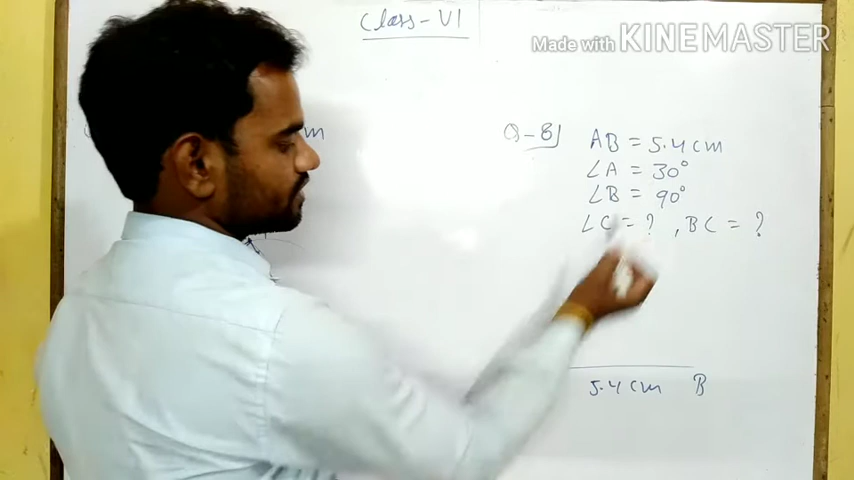 Class-VI
Made with KINEMASTER
m
Q-8
AB = 5.4 cm
∠A = 30°
∠B = 90°
∠C = ? , BC = ?
5.4 cm B